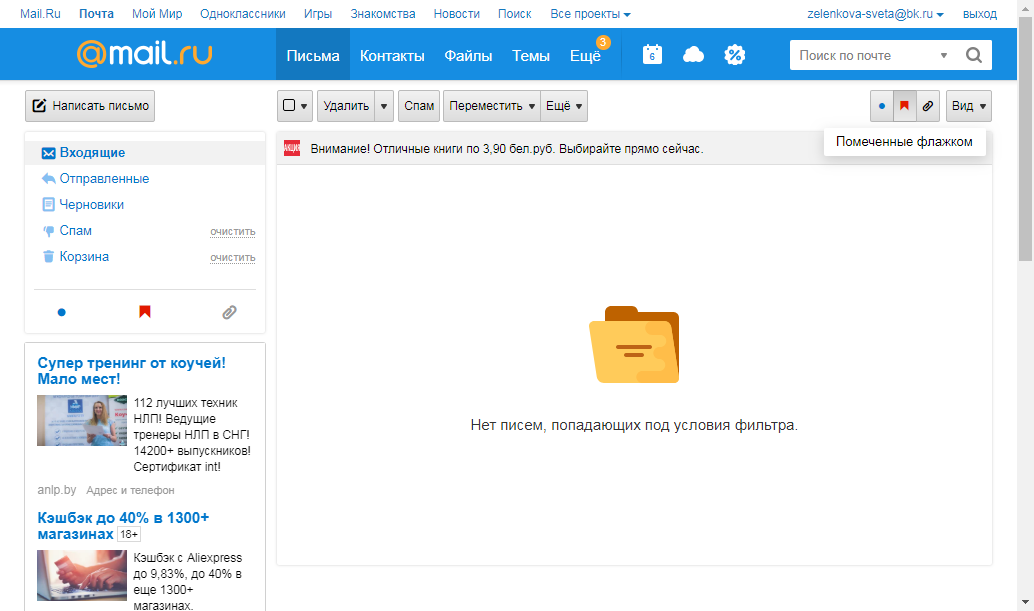 Mail.Ru Почта Мой Мир Одноклассники Игры Знакомства Новости Поиск Все проекты zelenkova-sveta@bk.ru выход
@mail.ru Письма Контакты Файлы Темы Ещё 3 6 Поиск по почте
Написать письмо Удалить Спам Переместить Ещё Вид
Помеченные флажком
АКЦИЯ Внимание! Отличные книги по 3,90 бел.руб. Выбирайте прямо сейчас.
Входящие
Отправленные
Черновики
Спам очистить
Корзина очистить
Нет писем, попадающих под условия фильтра.
Супер тренинг от коучей!
Мало мест!
112 лучших техник
НЛП! Ведущие
тренеры НЛП в СНГ!
14200+ выпускников!
Сертификат int!
anlp.by Адрес и телефон
Кэшбэк до 40% в 1300+
магазинах 18+
Кэшбэк с Aliexpress
до 9,83%, до 40% в
еще 1300+
магазинах.